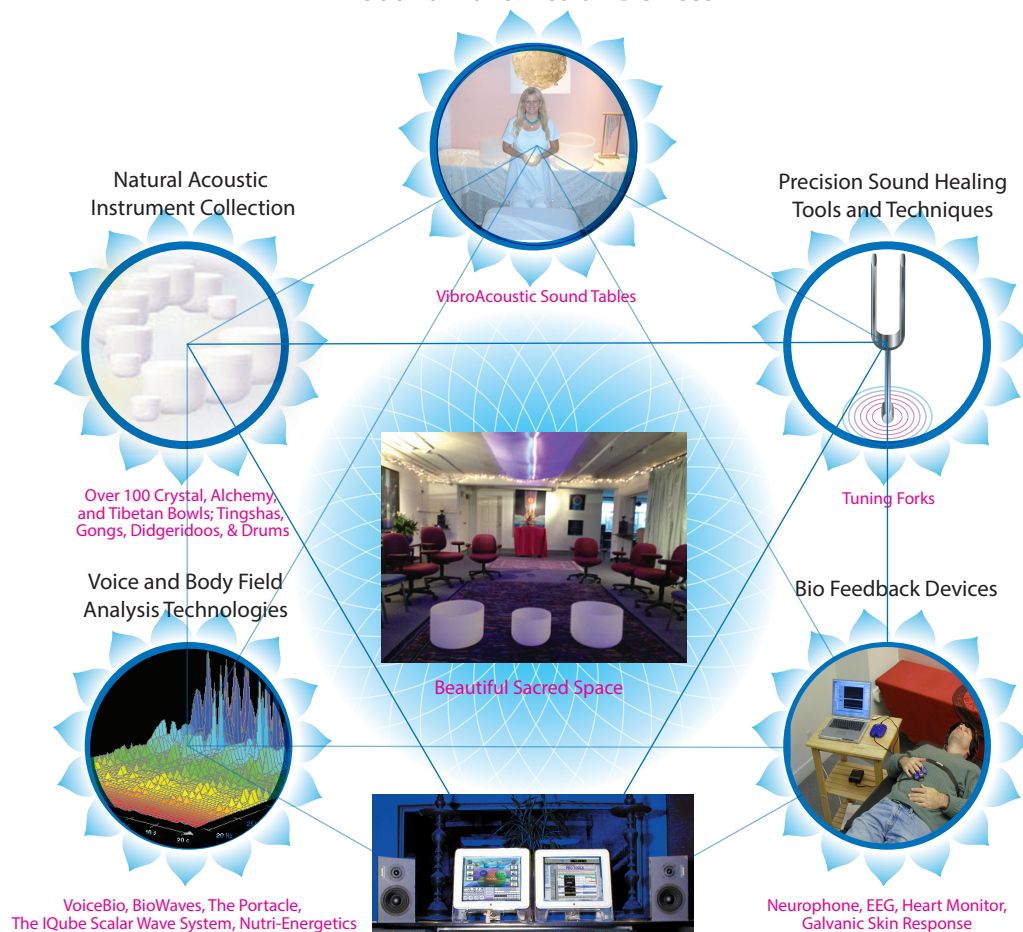 Natural Acoustic
Instrument Collection
Precision Sound Healing
Tools and Techniques
VibroAcoustic Sound Tables
Over 100 Crystal, Alchemy,
and Tibetan Bowls; Tingshas,
Gongs, Didgeridoos, & Drums
Tuning Forks
Voice and Body Field
Analysis Technologies
Bio Feedback Devices
Beautiful Sacred Space
20 Hz
VoiceBio, BioWaves, The Portacle,
The IQube Scalar Wave System, Nutri-Energetics
Neurophone, EEG, Heart Monitor,
Galvanic Skin Response